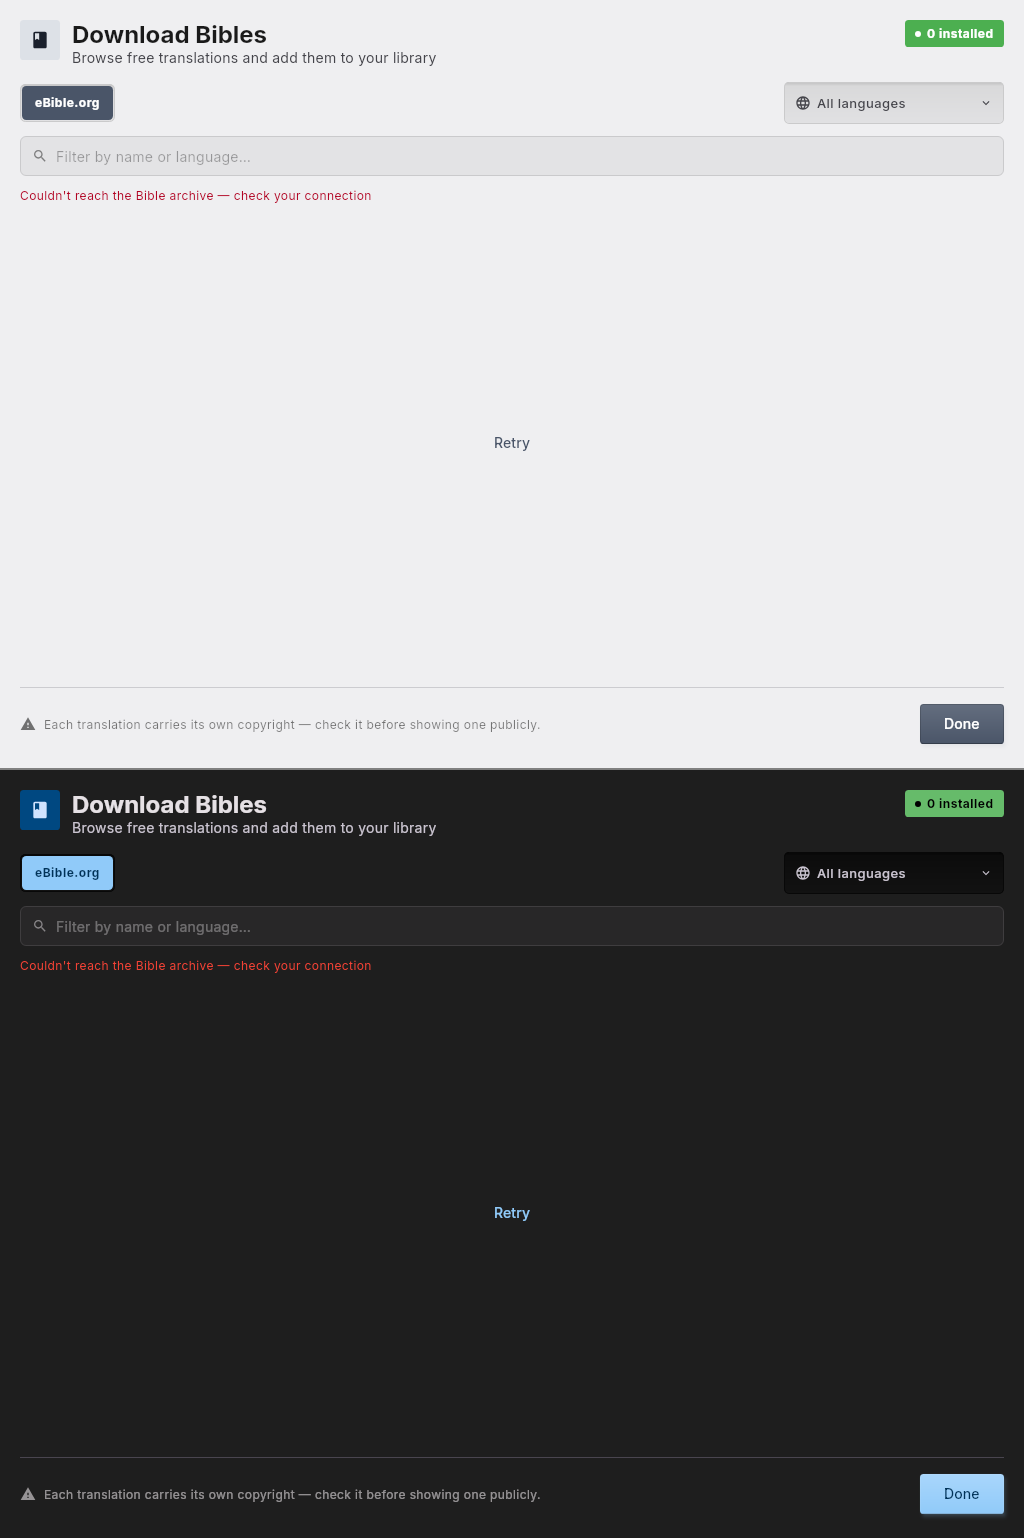 Download Bibles
0 installed
Browse free translations and add them to your library
eBible.org
All languages
Filter by name or language...
Couldn't reach the Bible archive — check your connection
Retry
Each translation carries its own copyright — check it before showing one publicly.
Done
Download Bibles
0 installed
Browse free translations and add them to your library
eBible.org
All languages
Filter by name or language...
Couldn't reach the Bible archive — check your connection
Retry
Each translation carries its own copyright — check it before showing one publicly.
Done